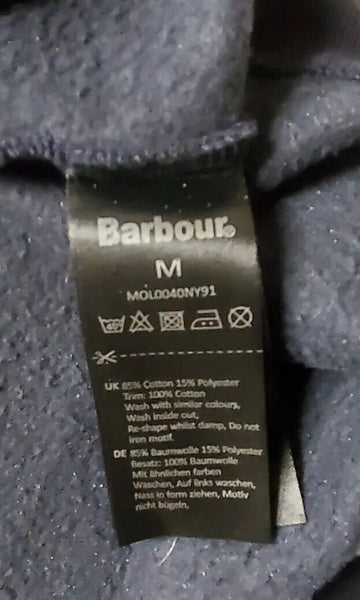 Barbour
M
MOL0040NY91
40°
UK 85% Cotton 15% Polyester
Trim: 100% Cotton
Wash with similar colours,
Wash inside out,
Re-shape whilst damp, Do not
iron motif.
DE 85% Baumwolle 15% Polyester
Besatz: 100% Baumwolle
Mit ähnlichen farben
Waschen, Auf links waschen,
Nass in form ziehen, Motiv
nicht bügeln.